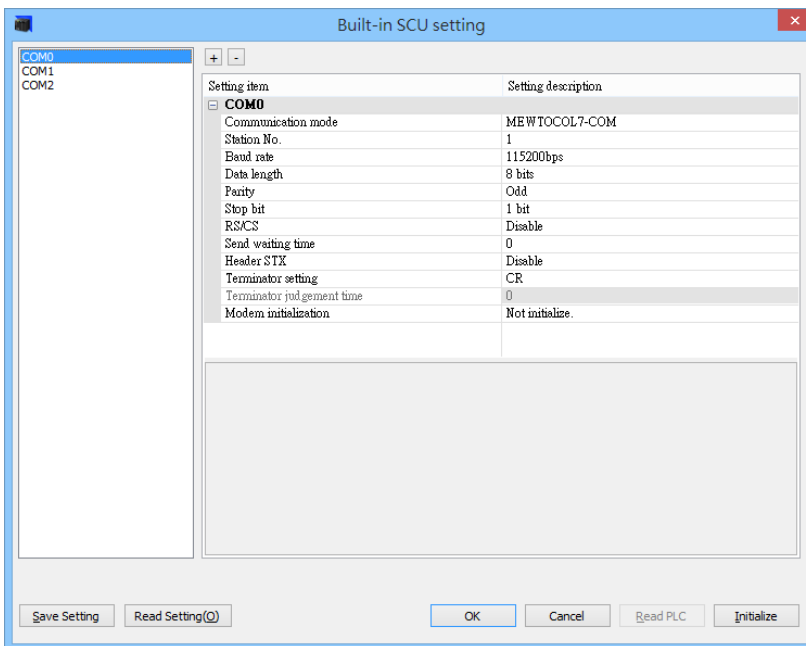 Built-in SCU setting
COM0
COM1
COM2
+ -
Setting item Setting description
COM0
Communication mode MEWTOCOL7-COM
Station No. 1
Baud rate 115200bps
Data length 8 bits
Parity Odd
Stop bit 1 bit
RS/CS Disable
Send waiting time 0
Header STX Disable
Terminator setting CR
Terminator judgement time 0
Modem initialization Not initialize.
Save Setting Read Setting(O) OK Cancel Read PLC Initialize